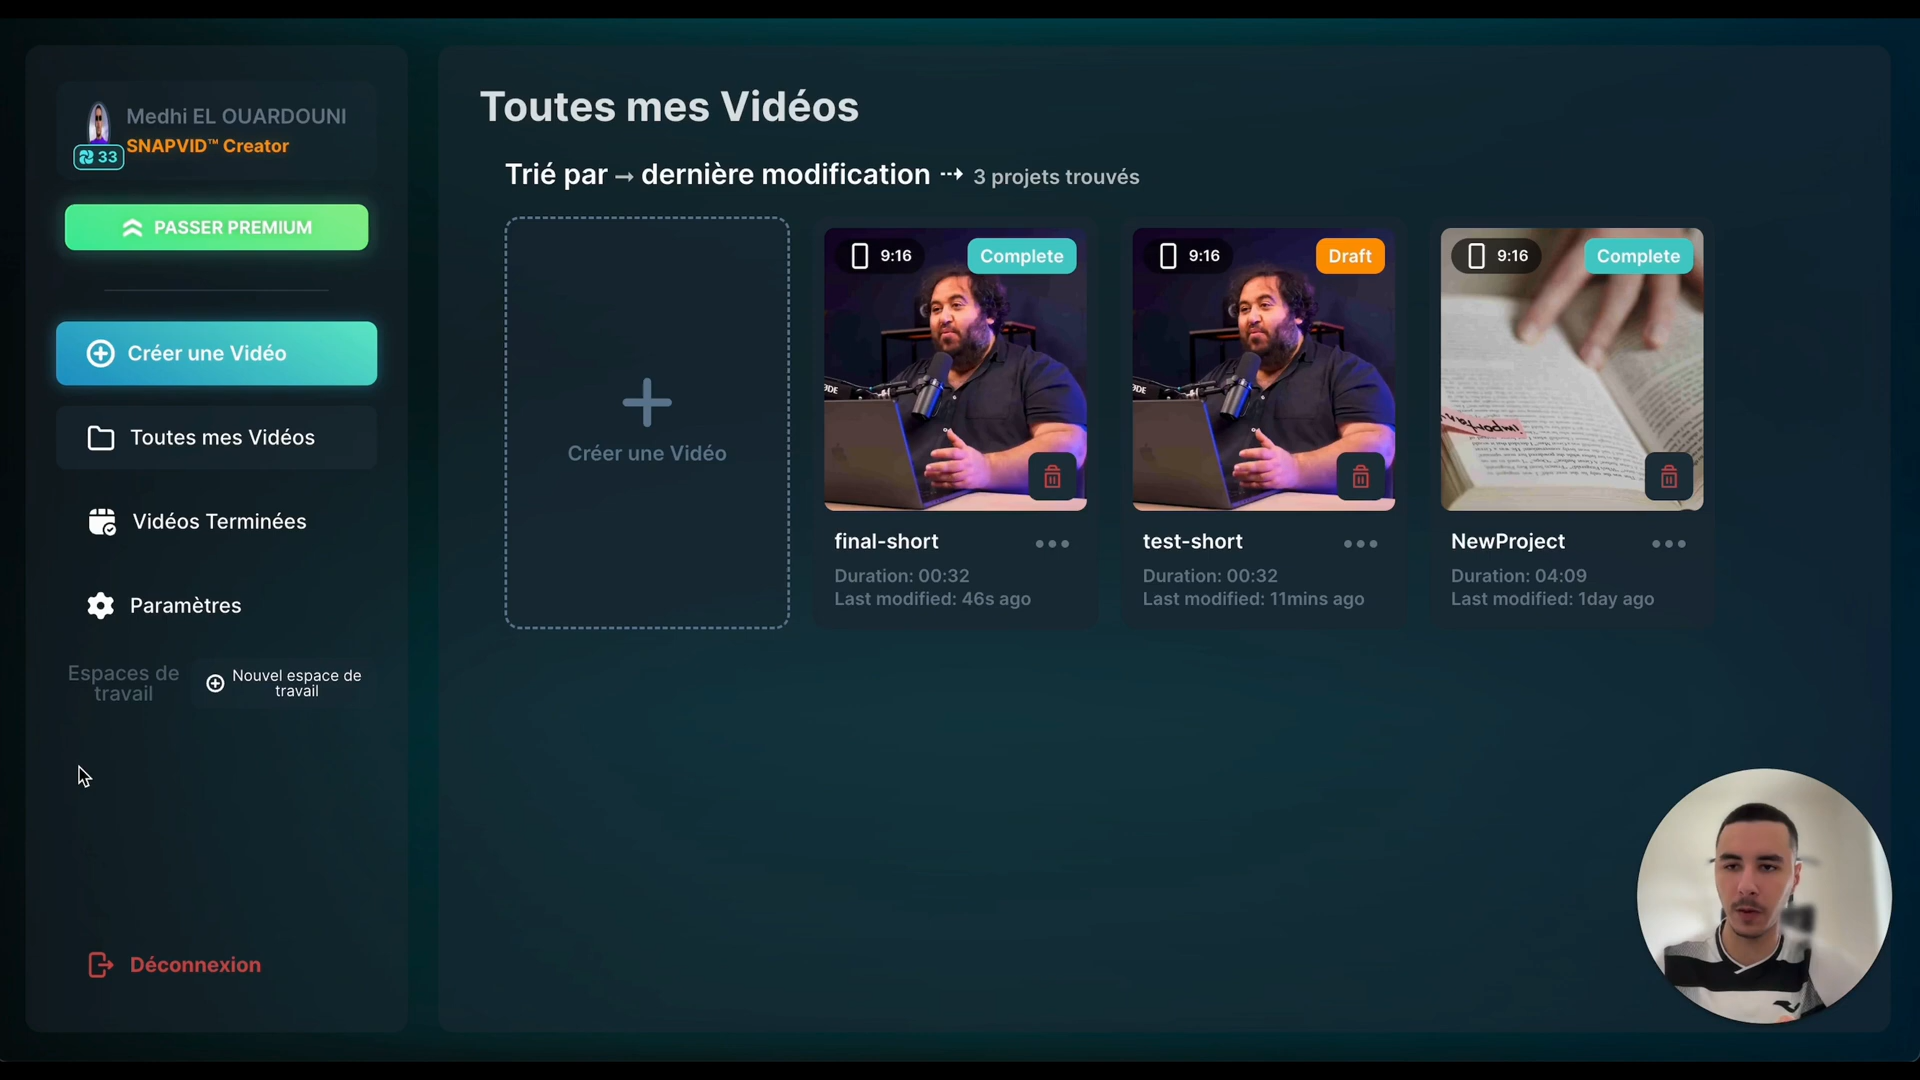 Medhi EL OUARDOUNI
SNAPVID™ Creator
33
PASSER PREMIUM
Créer une Vidéo
Toutes mes Vidéos
Vidéos Terminées
Paramètres
Espaces de
travail
Nouvel espace de
travail
Déconnexion
Toutes mes Vidéos
Trié par → dernière modification ⇢ 3 projets trouvés
Créer une Vidéo
9:16
Complete
final-short
Duration: 00:32
Last modified: 46s ago
9:16
Draft
test-short
Duration: 00:32
Last modified: 11mins ago
9:16
Complete
NewProject
Duration: 04:09
Last modified: 1day ago